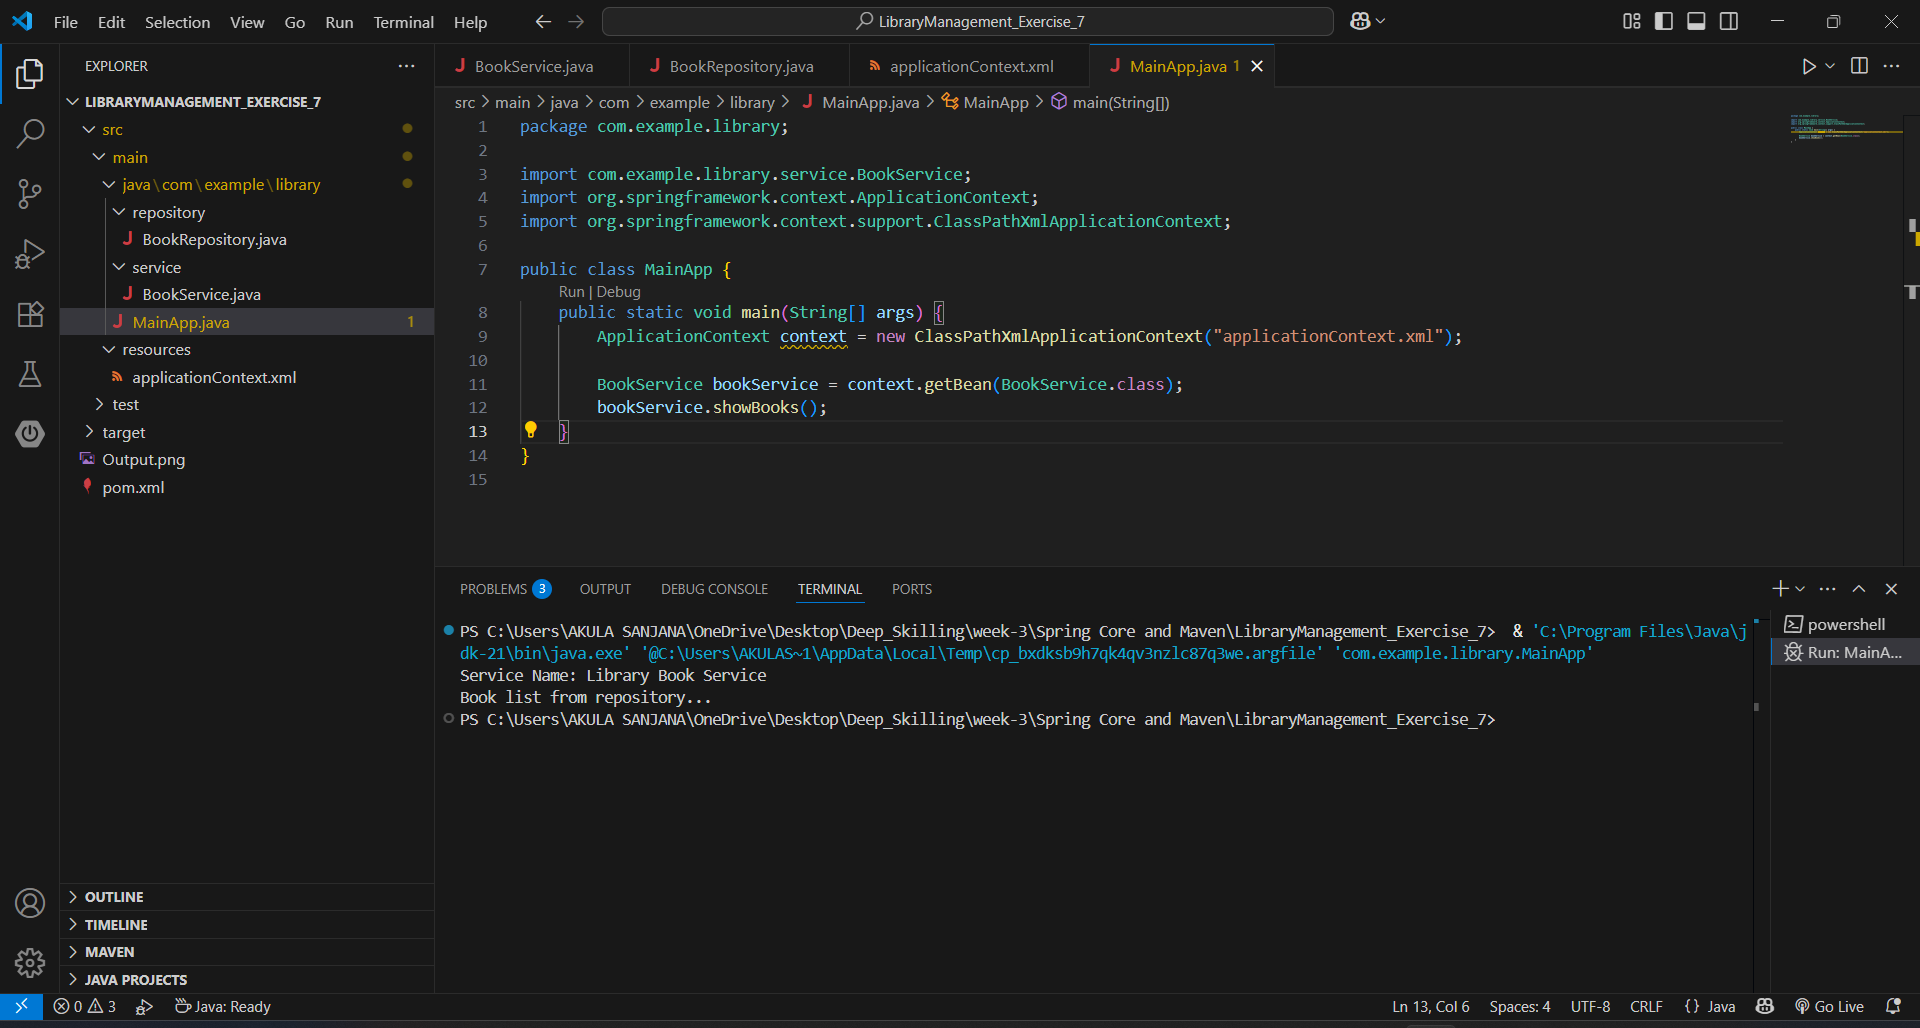 File Edit Selection View Go Run Terminal Help
LibraryManagement_Exercise_7
EXPLORER
LIBRARYMANAGEMENT_EXERCISE_7
src
main
java\com\example\library
repository
BookRepository.java
service
BookService.java
MainApp.java 1
resources
applicationContext.xml
test
target
Output.png
pom.xml
OUTLINE
TIMELINE
MAVEN
JAVA PROJECTS
BookService.java BookRepository.java applicationContext.xml MainApp.java 1
src > main > java > com > example > library > MainApp.java > MainApp > main(String[])
1 package com.example.library;
2
3 import com.example.library.service.BookService;
4 import org.springframework.context.ApplicationContext;
5 import org.springframework.context.support.ClassPathXmlApplicationContext;
6
7 public class MainApp {
Run | Debug
8 public static void main(String[] args) {
9 ApplicationContext context = new ClassPathXmlApplicationContext("applicationContext.xml");
10
11 BookService bookService = context.getBean(BookService.class);
12 bookService.showBooks();
13 }
14 }
15
PROBLEMS 3 OUTPUT DEBUG CONSOLE TERMINAL PORTS
PS C:\Users\AKULA SANJANA\OneDrive\Desktop\Deep_Skilling\week-3\Spring Core and Maven\LibraryManagement_Exercise_7> & 'C:\Program Files\Java\j
dk-21\bin\java.exe' '@C:\Users\AKULAS~1\AppData\Local\Temp\cp_bxdksb9h7qk4qv3nzlc87q3we.argfile' 'com.example.library.MainApp'
Service Name: Library Book Service
Book list from repository...
PS C:\Users\AKULA SANJANA\OneDrive\Desktop\Deep_Skilling\week-3\Spring Core and Maven\LibraryManagement_Exercise_7>
powershell
Run: MainA...
0 3 Java: Ready Ln 13, Col 6 Spaces: 4 UTF-8 CRLF {} Java Go Live